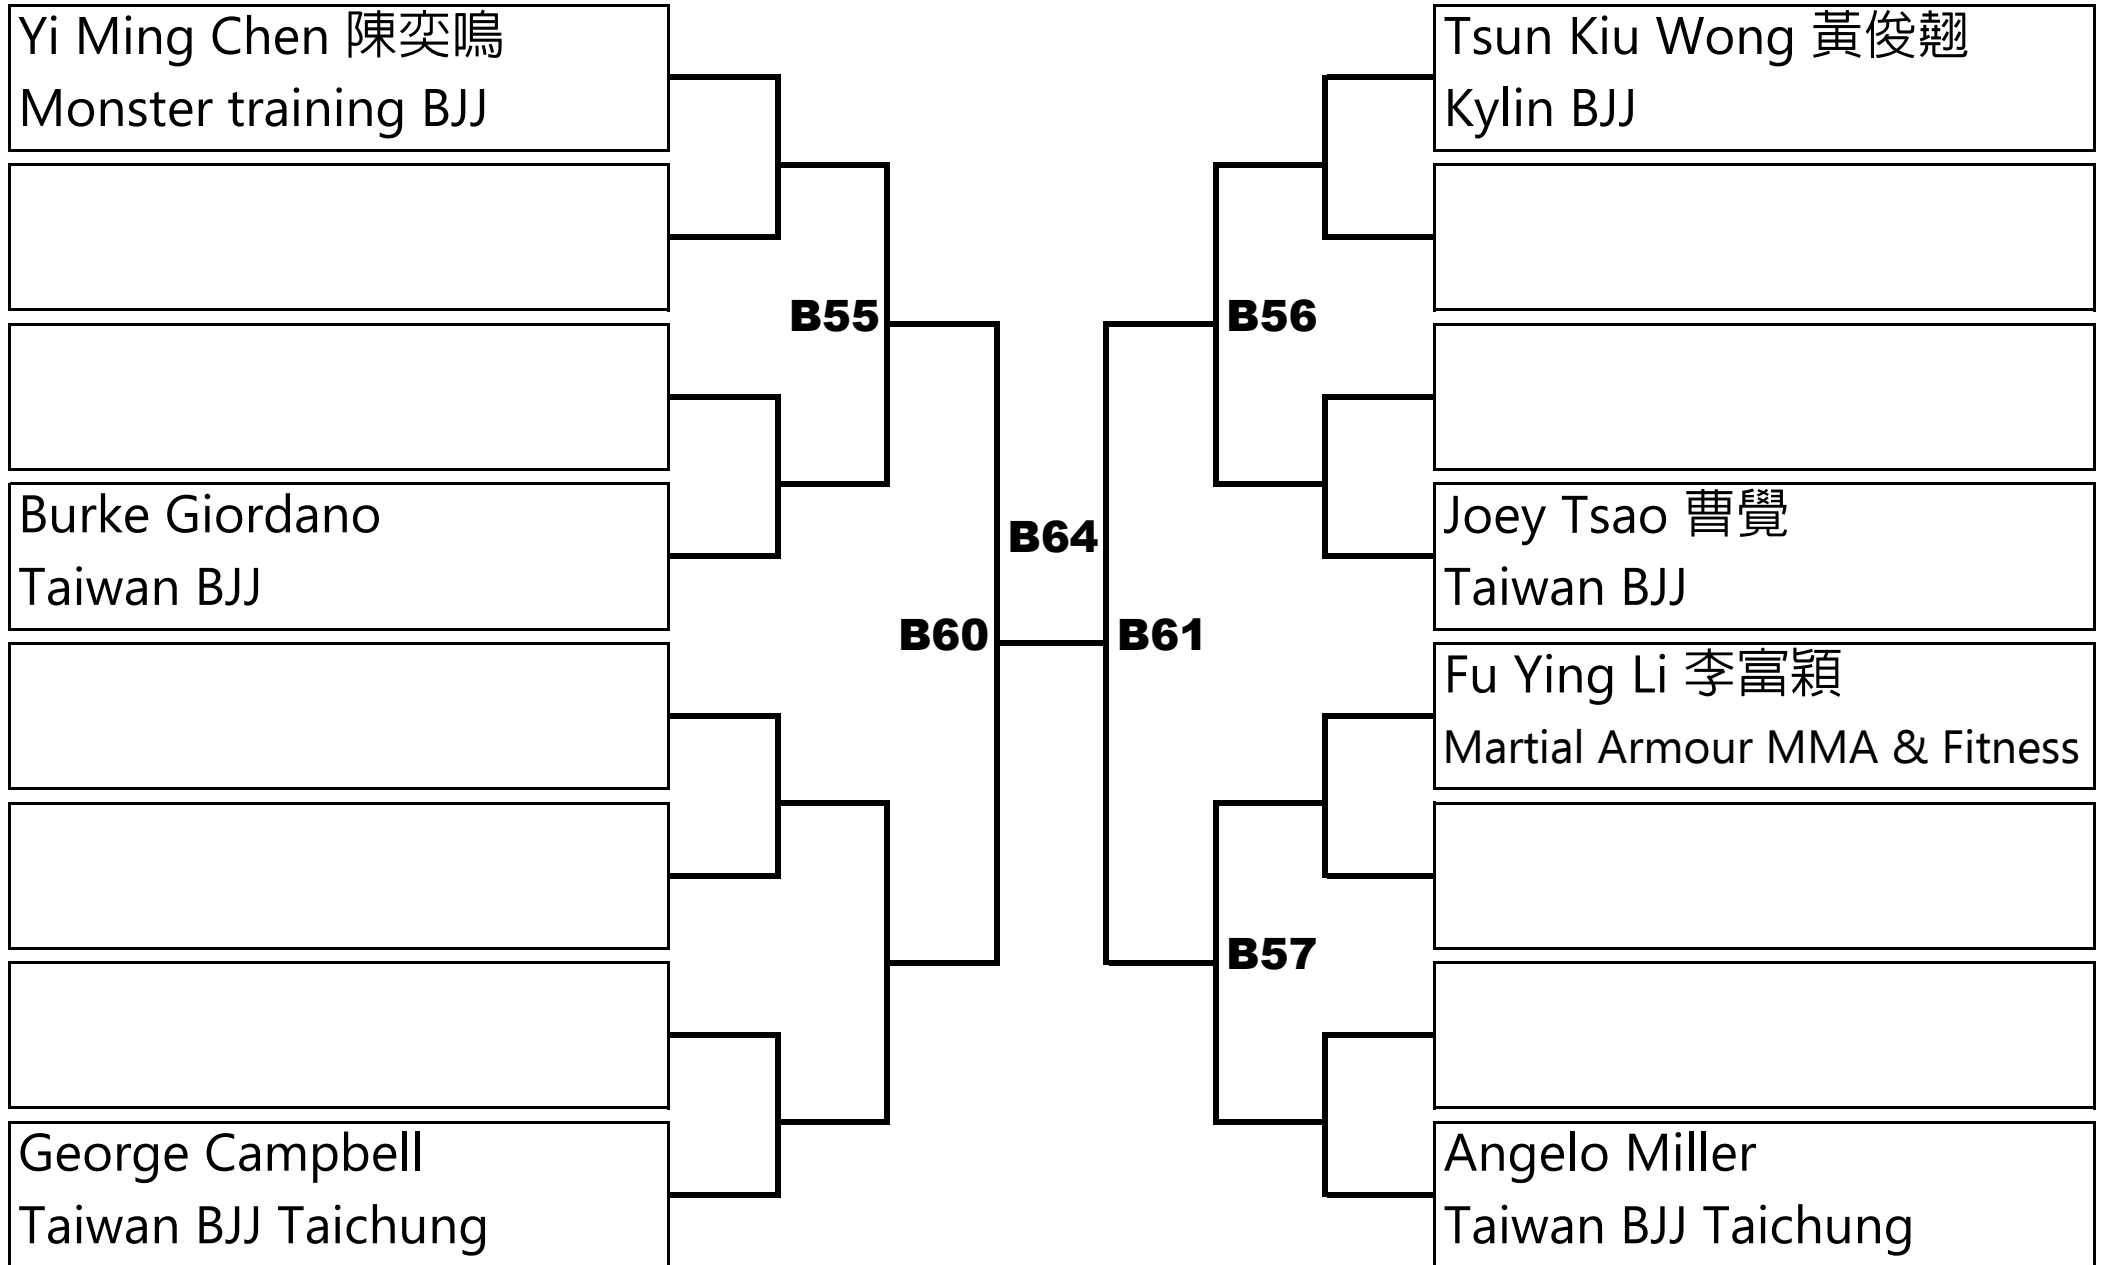 Yi Ming Chen 陳奕鳴
Monster training BJJ
Burke Giordano
Taiwan BJJ
George Campbell
Taiwan BJJ Taichung
B55
B60
B64
B61
B56
B57
Tsun Kiu Wong 黃俊翹
Kylin BJJ
Joey Tsao 曹覺
Taiwan BJJ
Fu Ying Li 李富穎
Martial Armour MMA & Fitness
Angelo Miller
Taiwan BJJ Taichung